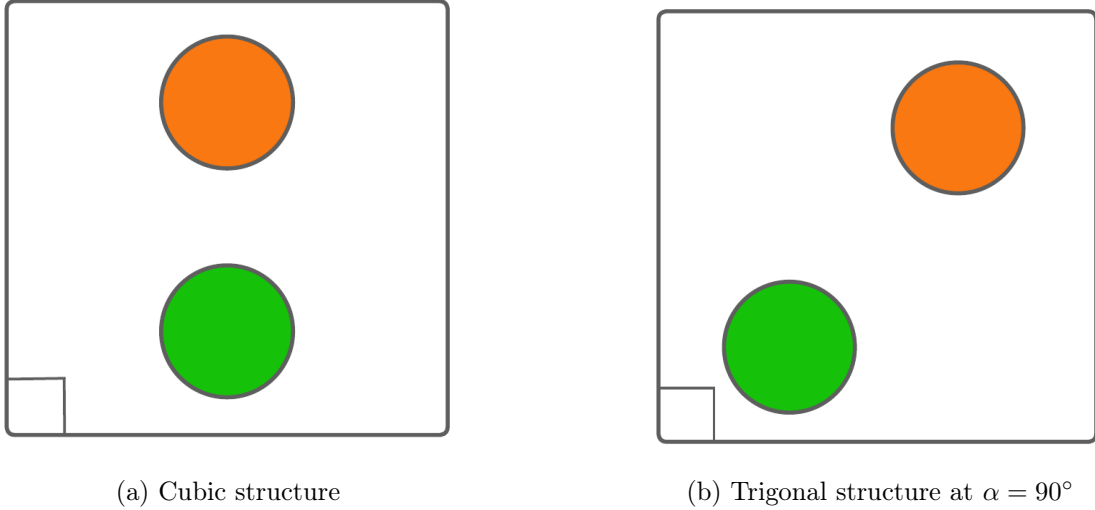 (a) Cubic structure
(b) Trigonal structure at α = 90°